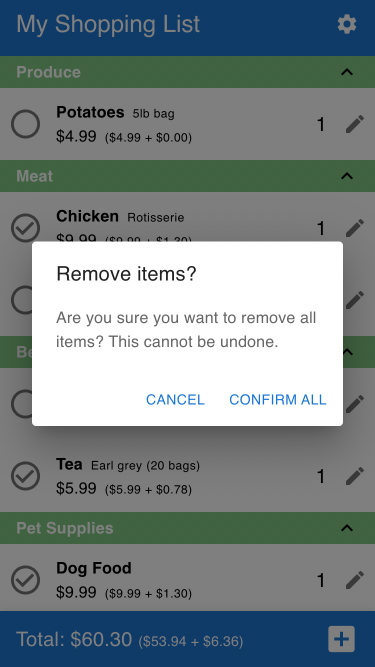 My Shopping List
Produce
Potatoes 5lb bag
1
$4.99 ($4.99 + $0.00)
Meat
Chicken Rotisserie
1
$9.99 ($9.99 + $1.30)
Remove items?
Are you sure you want to remove all
items? This cannot be undone.
CANCEL CONFIRM ALL
Tea Earl grey (20 bags)
1
$5.99 ($5.99 + $0.78)
Pet Supplies
Dog Food
1
$9.99 ($9.99 + $1.30)
Total: $60.30 ($53.94 + $6.36)